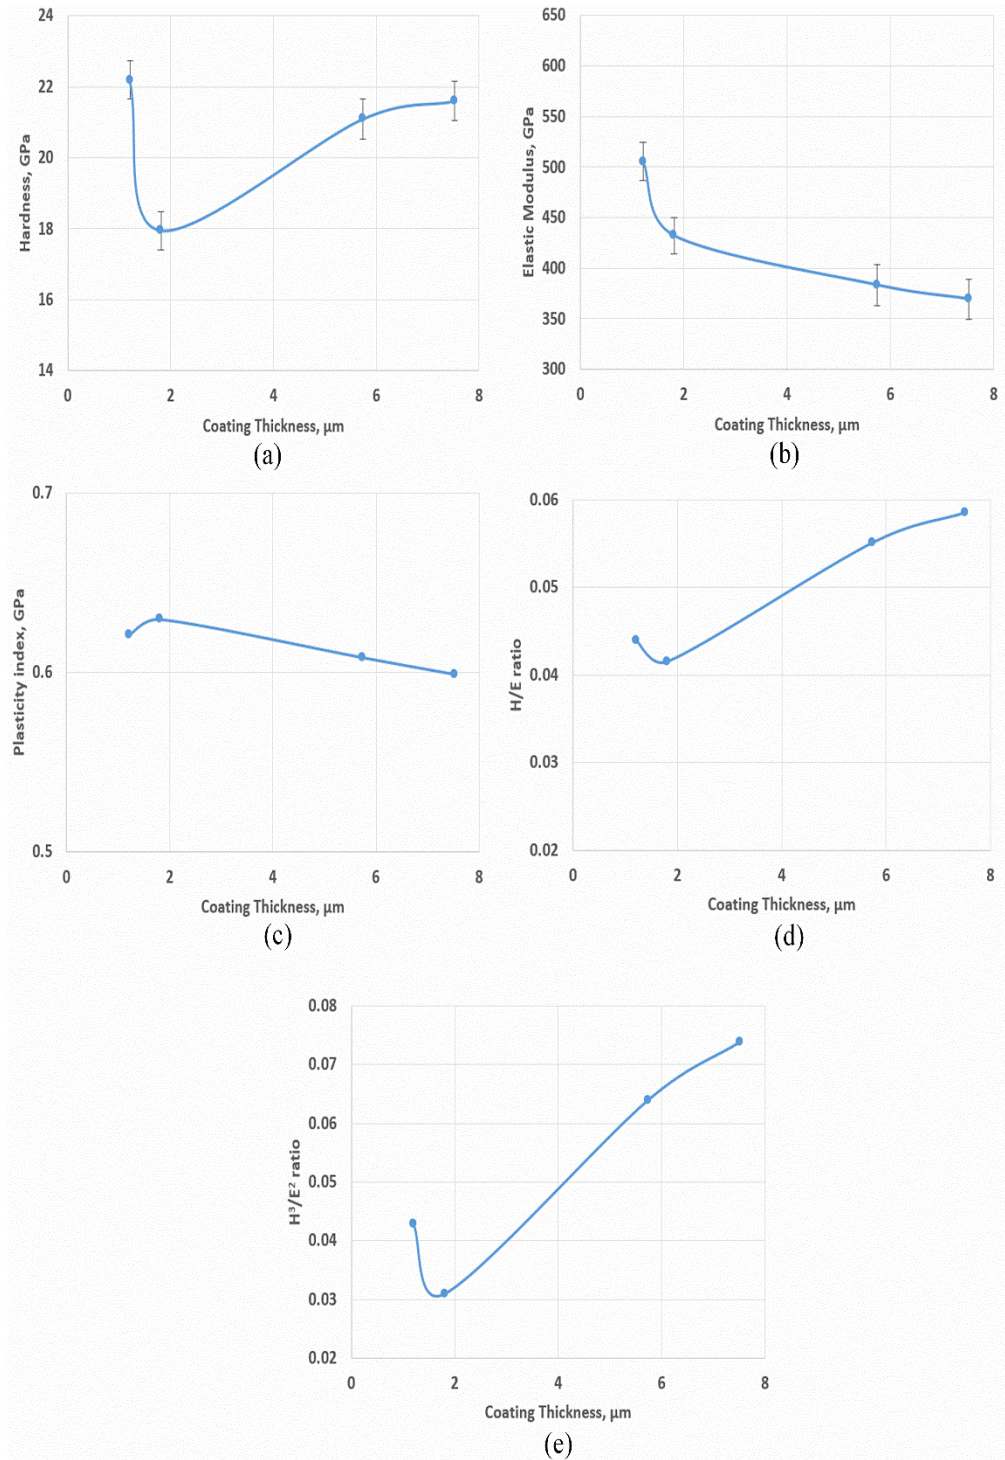 24
22
20
18
16
14
Hardness, GPa
0 2 4 6 8
Coating Thickness, µm
(a)
650
600
550
500
450
400
350
300
Elastic Modulus, GPa
0 2 4 6 8
Coating Thickness, µm
(b)
0.7
0.6
0.5
Plasticity index, GPa
0 2 4 6 8
Coating Thickness, µm
(c)
0.06
0.05
0.04
0.03
0.02
H/E ratio
0 2 4 6 8
Coating Thickness, µm
(d)
0.08
0.07
0.06
0.05
0.04
0.03
0.02
H³/E² ratio
0 2 4 6 8
Coating Thickness, µm
(e)